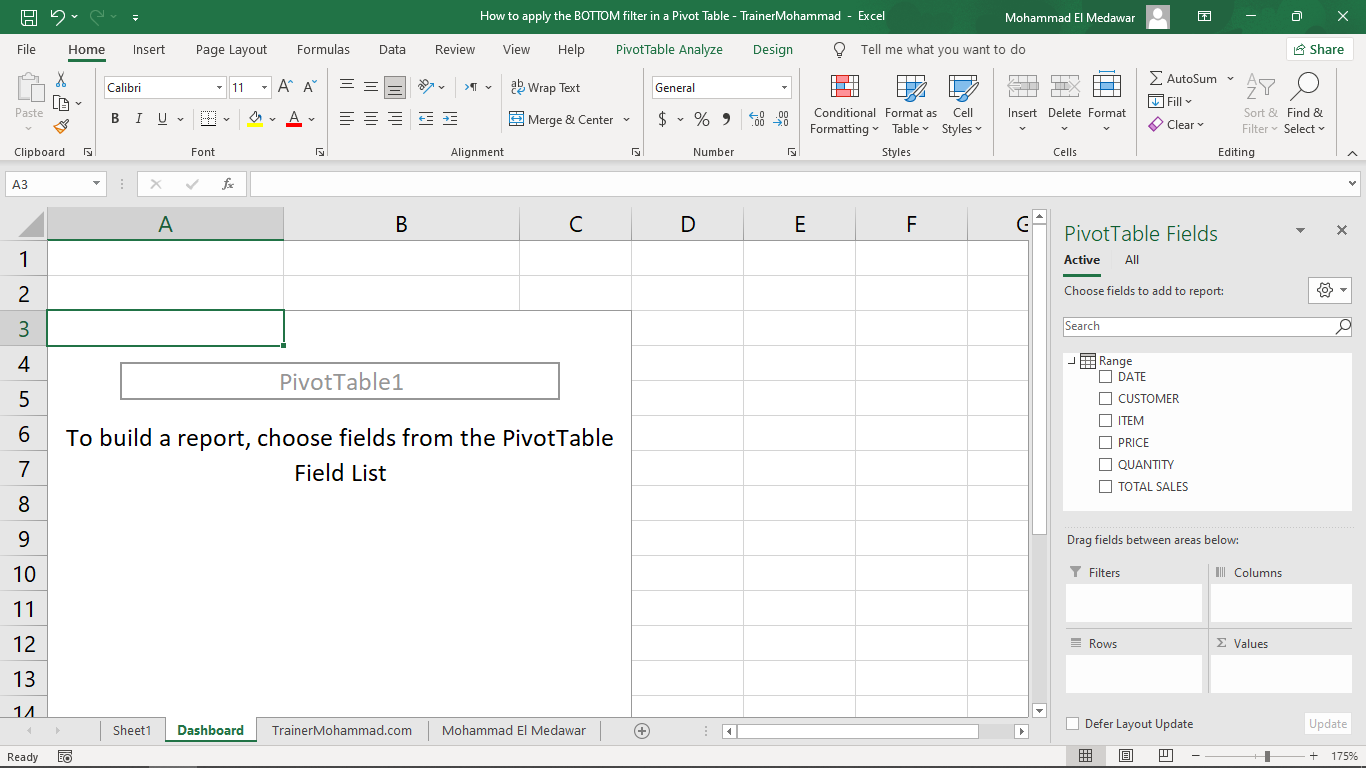 How to apply the BOTTOM filter in a Pivot Table - TrainerMohammad - Excel
Mohammad El Medawar
File Home Insert Page Layout Formulas Data Review View Help PivotTable Analyze Design Tell me what you want to do Share
Paste
Clipboard
Calibri 11
B I U A
Font
Wrap Text
Merge & Center
Alignment
General
$ % 9
Number
Conditional Formatting
Format as Table
Cell Styles
Styles
Insert Delete Format
Cells
AutoSum
Fill
Clear
Sort & Filter
Find & Select
Editing
A3 fx
A B C D E F G
1
2
3
4
5
6
7
8
9
10
11
12
13
14
PivotTable1
To build a report, choose fields from the PivotTable
Field List
PivotTable Fields
Active All
Choose fields to add to report:
Search
Range
DATE
CUSTOMER
ITEM
PRICE
QUANTITY
TOTAL SALES
Drag fields between areas below:
Filters Columns
Rows Σ Values
Defer Layout Update Update
Sheet1 Dashboard TrainerMohammad.com Mohammad El Medawar
Ready 175%